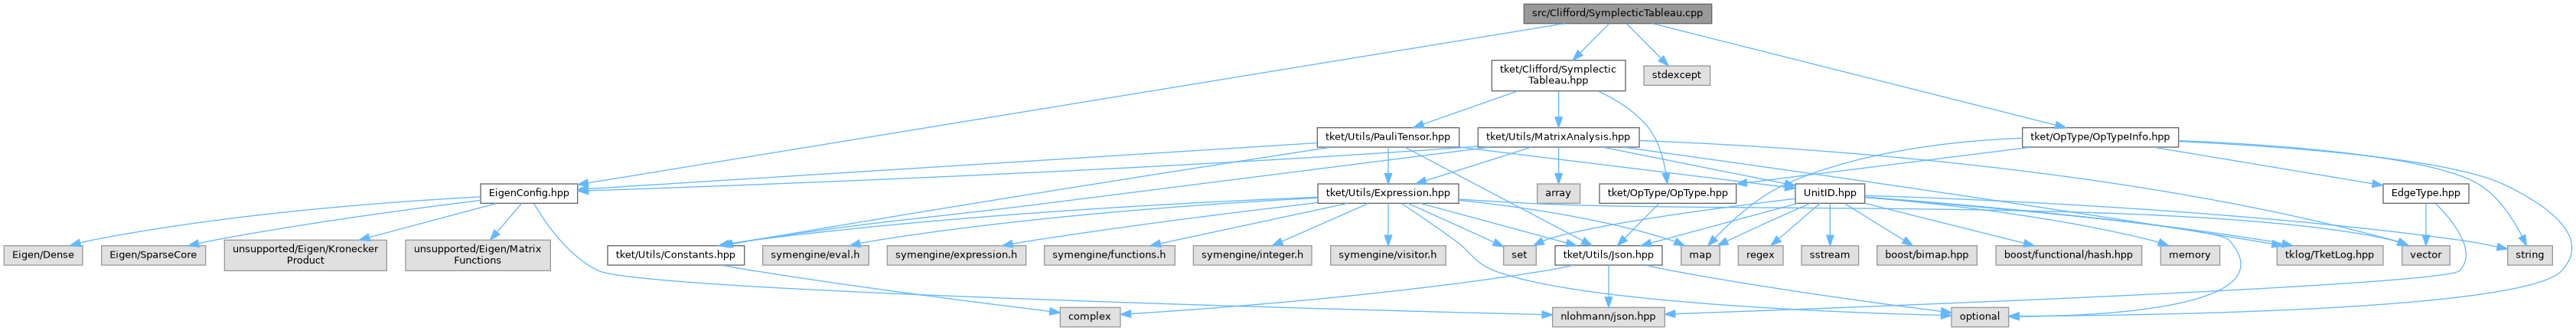 src/Clifford/SymplecticTableau.cpp
tket/Clifford/Symplectic
Tableau.hpp
stdexcept
tket/Utils/PauliTensor.hpp
tket/Utils/MatrixAnalysis.hpp
tket/OpType/OpTypeInfo.hpp
EigenConfig.hpp
tket/Utils/Expression.hpp
array
tket/OpType/OpType.hpp
UnitID.hpp
EdgeType.hpp
Eigen/Dense
Eigen/SparseCore
unsupported/Eigen/Kronecker
Product
unsupported/Eigen/Matrix
Functions
tket/Utils/Constants.hpp
symengine/eval.h
symengine/expression.h
symengine/functions.h
symengine/integer.h
symengine/visitor.h
set
tket/Utils/Json.hpp
map
regex
sstream
boost/bimap.hpp
boost/functional/hash.hpp
memory
tklog/TketLog.hpp
vector
string
complex
nlohmann/json.hpp
optional